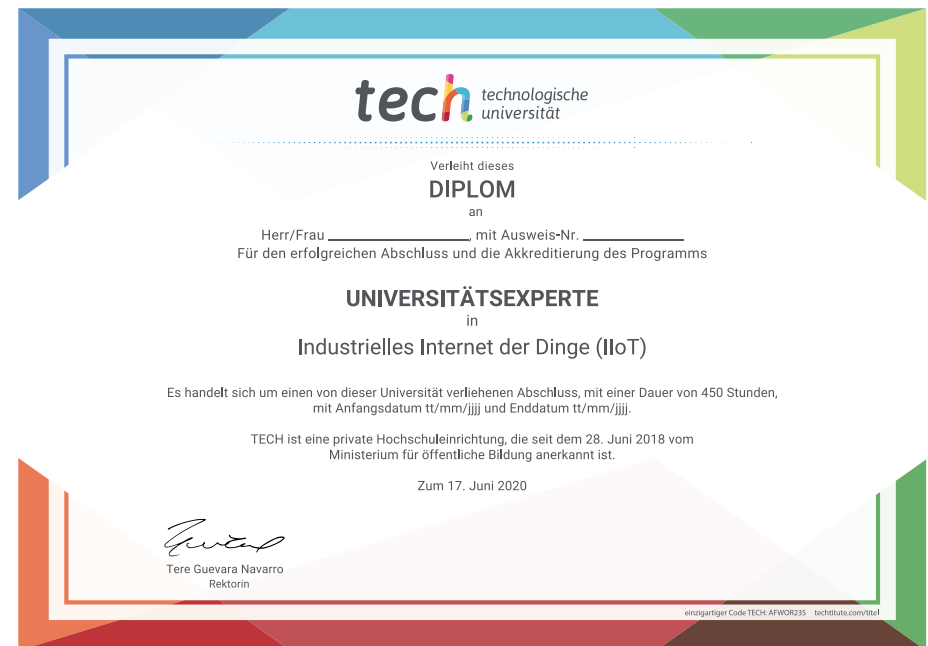 tech technologische
universität
Verleiht dieses
DIPLOM
an
Herr/Frau ____________________, mit Ausweis-Nr. ______________
Für den erfolgreichen Abschluss und die Akkreditierung des Programms
UNIVERSITÄTSEXPERTE
in
Industrielles Internet der Dinge (IIoT)
Es handelt sich um einen von dieser Universität verliehenen Abschluss, mit einer Dauer von 450 Stunden,
mit Anfangsdatum tt/mm/jjjj und Enddatum tt/mm/jjjj.
TECH ist eine private Hochschuleinrichtung, die seit dem 28. Juni 2018 vom
Ministerium für öffentliche Bildung anerkannt ist.
Zum 17. Juni 2020
Tere Guevara Navarro
Rektorin
einzigartiger Code TECH: AFWOR23S techtitute.com/titel